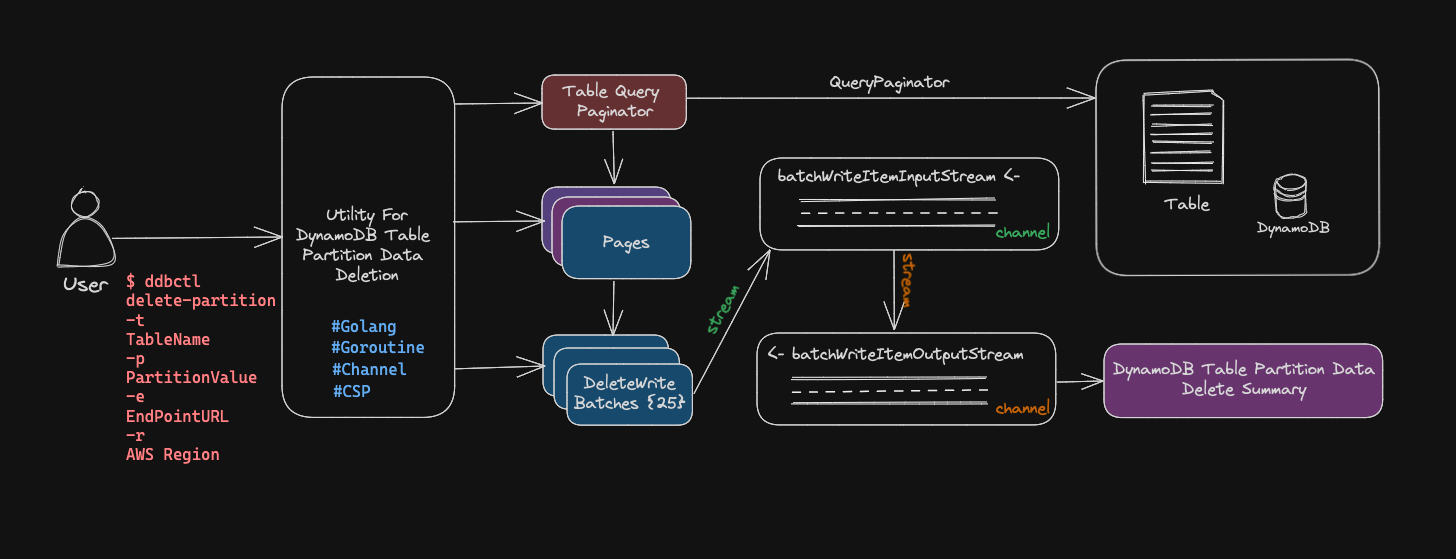 User
$ ddbctl
delete-partition
-t
TableName
-p
PartitionValue
-e
EndPointURL
-r
AWS Region
Utility For
DynamoDB Table
Partition Data
Deletion
#Golang
#Goroutine
#Channel
#CSP
Table Query
Paginator
QueryPaginator
Pages
DeleteWrite
Batches {25}
stream
batchWriteItemInputStream <-
channel
stream
<- batchWriteItemOutputStream
channel
Table
DynamoDB
DynamoDB Table Partition Data
Delete Summary